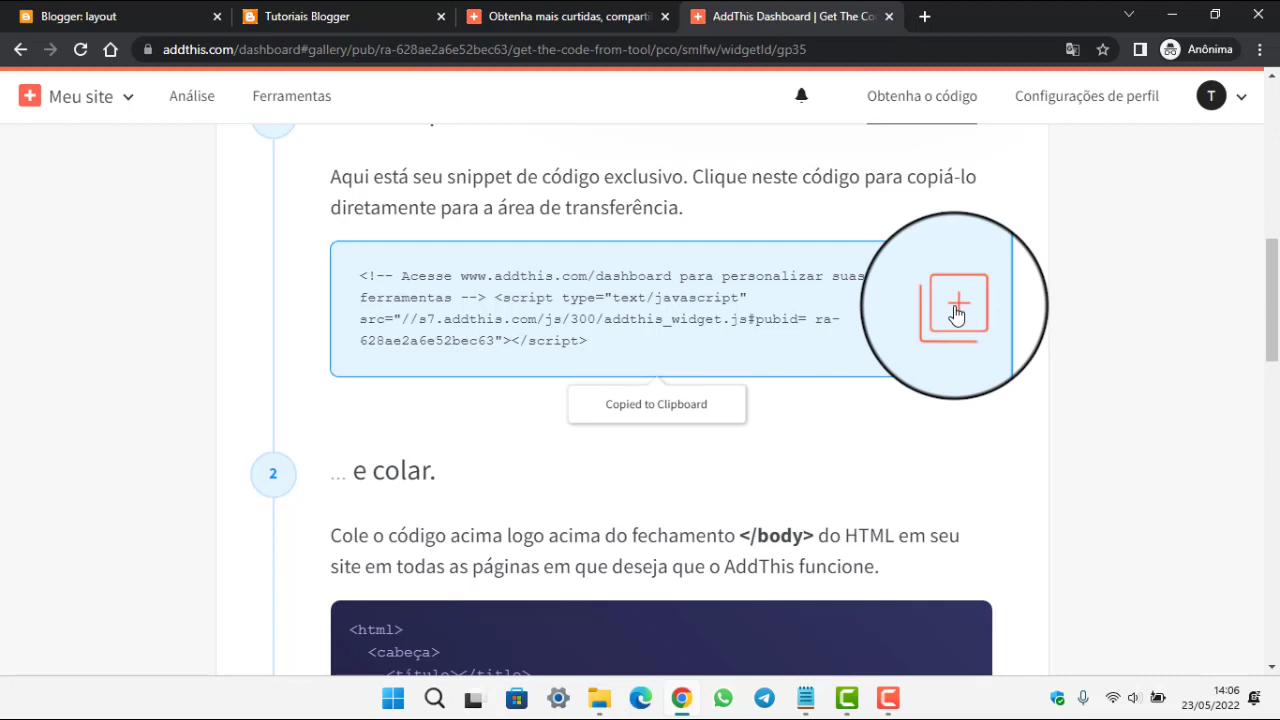 Blogger: layout
Tutoriais Blogger
Obtenha mais curtidas, comparti
AddThis Dashboard | Get The Co
addthis.com/dashboard#gallery/pub/ra-628ae2a6e52bec63/get-the-code-from-tool/pco/smlfw/widgetId/gp35
Anônima
Meu site
Análise
Ferramentas
Obtenha o código
Configurações de perfil
T
Aqui está seu snippet de código exclusivo. Clique neste código para copiá-lo
diretamente para a área de transferência.
<!-- Acesse www.addthis.com/dashboard para personalizar suas
ferramentas --> <script type="text/javascript"
src="//s7.addthis.com/js/300/addthis_widget.js#pubid= ra-
628ae2a6e52bec63"></script>
Copied to Clipboard
2
... e colar.
Cole o código acima logo acima do fechamento </body> do HTML em seu
site em todas as páginas em que deseja que o AddThis funcione.
<html>
<cabeça>
<título></título>
14:06
23/05/2022